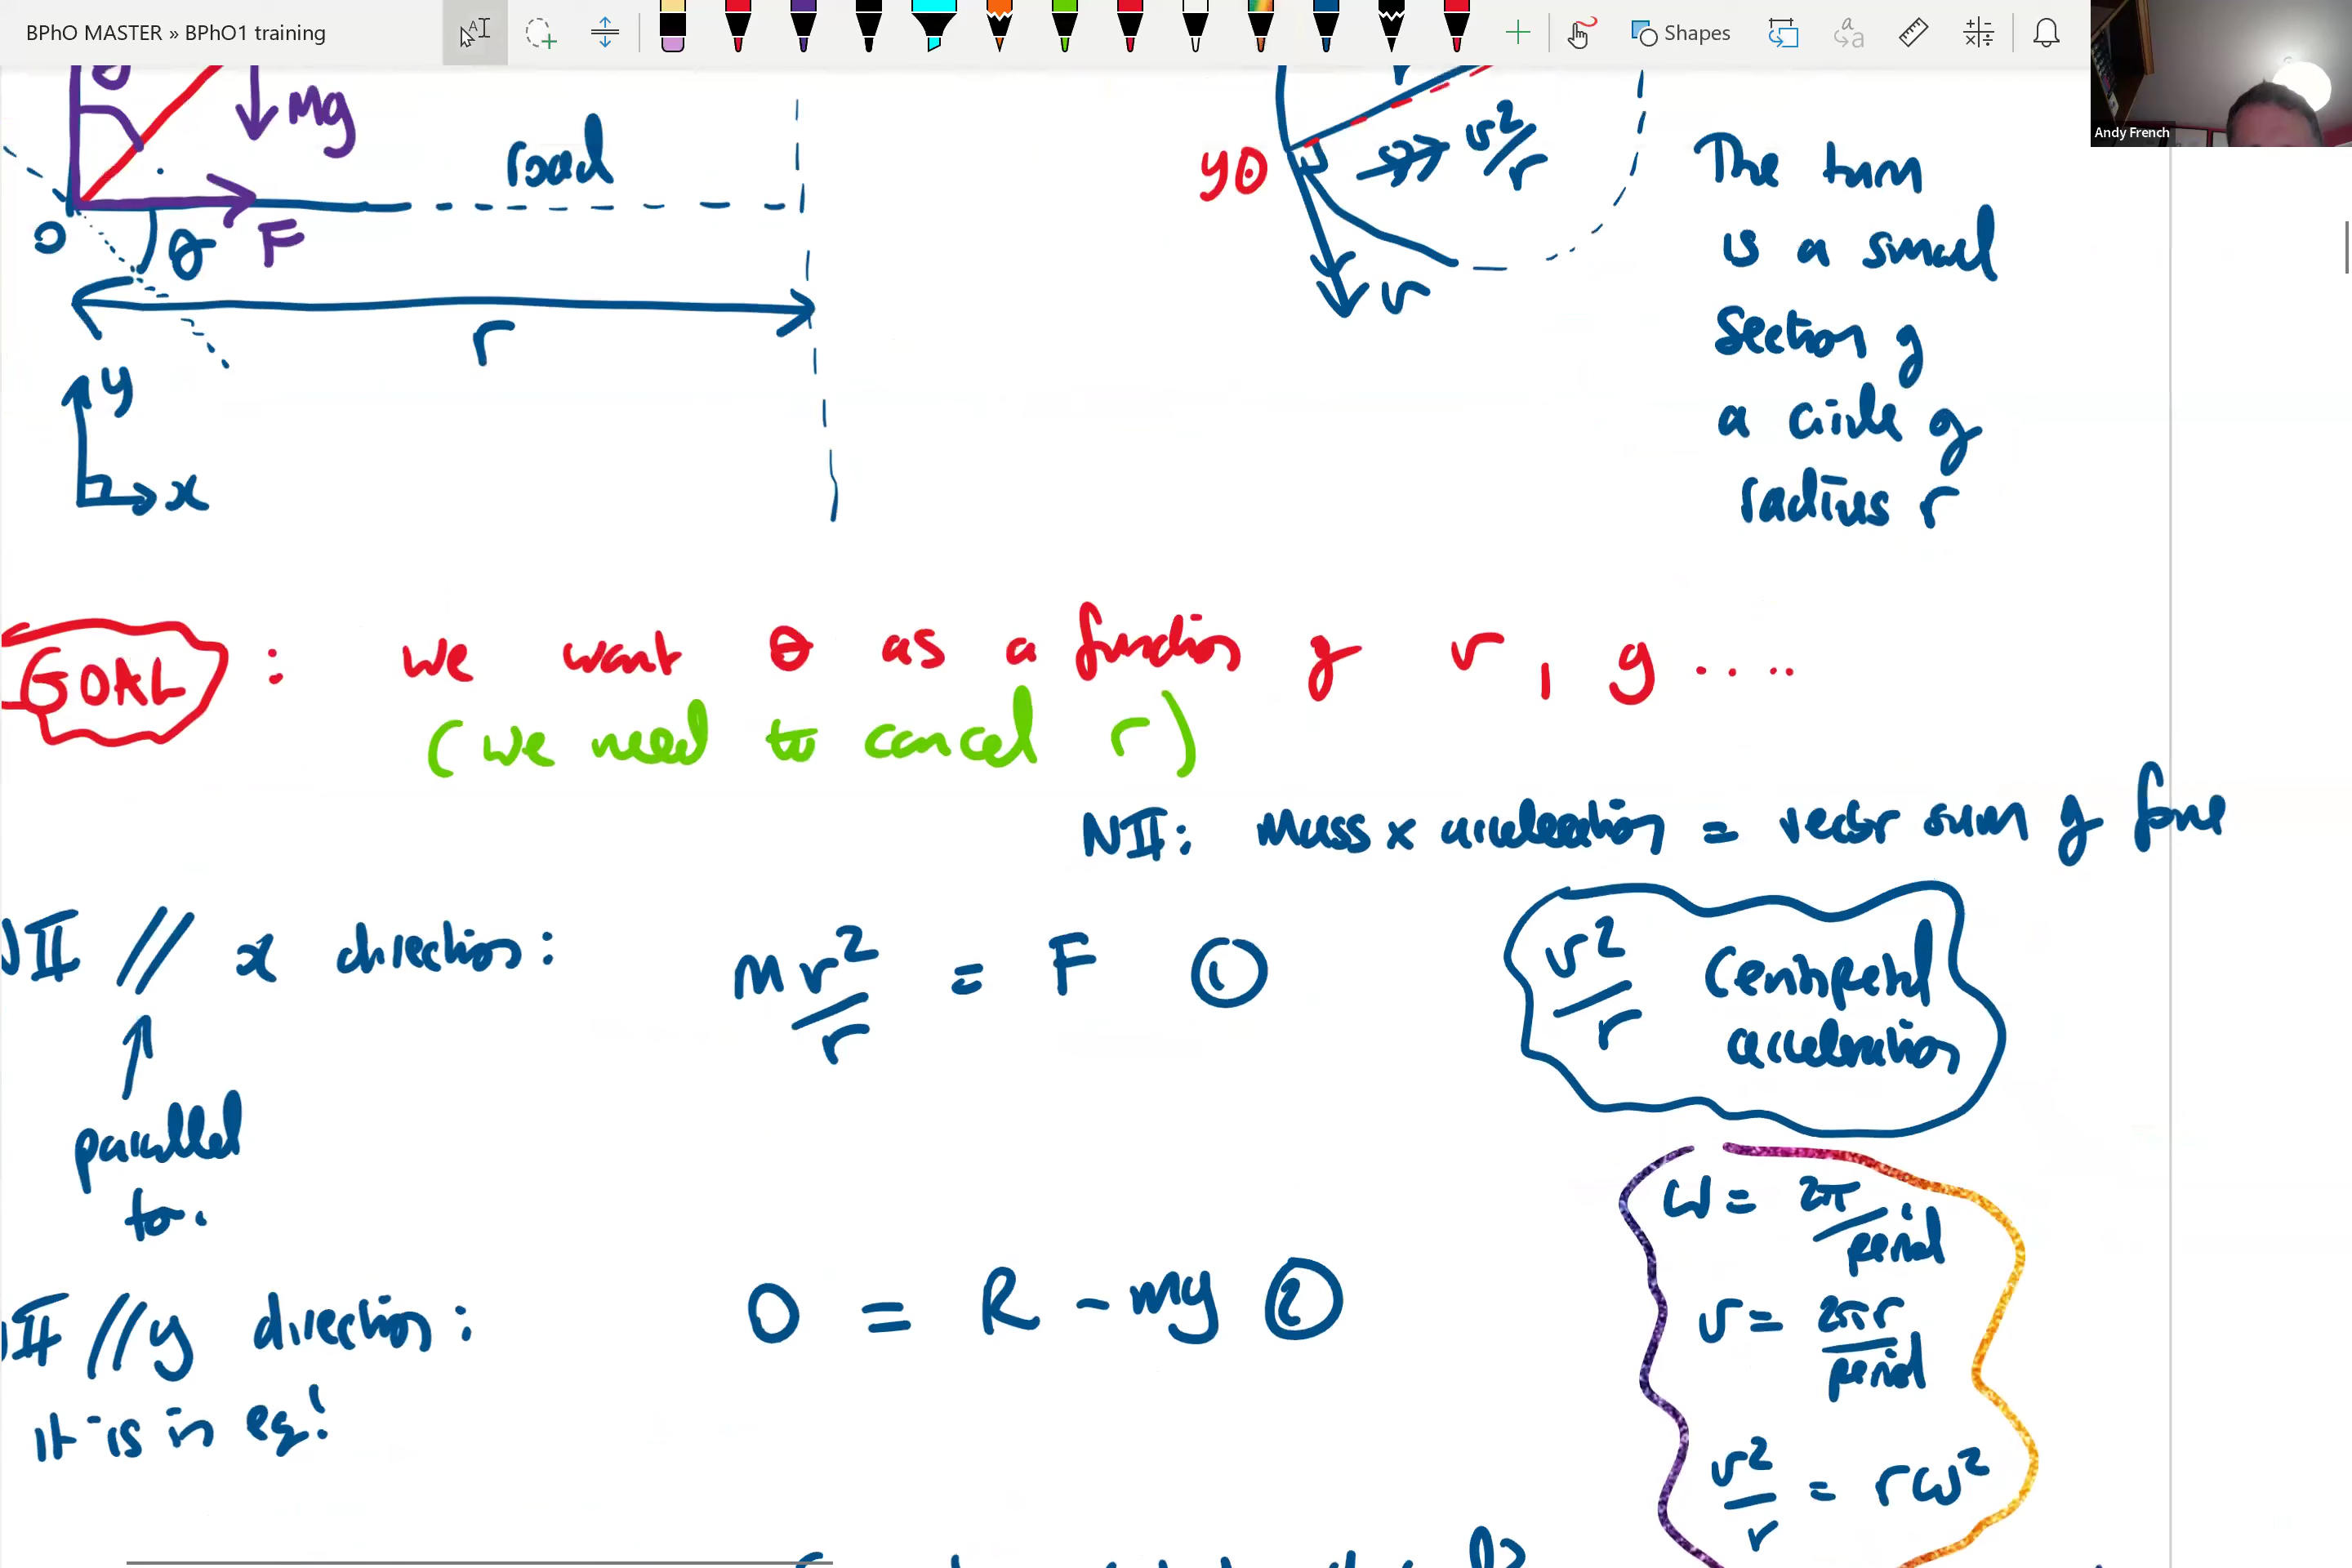 BPhO MASTER » BPhO1 training
Shapes
Andy French
θ
Mg
road
O
θ
F
r
y
x
r
yʘ
v²/r
v
The turn
is a small
section of
a circle of
radius r
GOAL : we want θ as a function of v, g ....
(we need to cancel r)
NII: mass x acceleration = vector sum of force
NII // x direction: m v²/r = F ①
parallel
to.
v²/r centripetal
acceleration
NII // y direction: 0 = R - mg ②
It is in eq!
ω = 2π/period
v = 2πr/period
v²/r = rω²